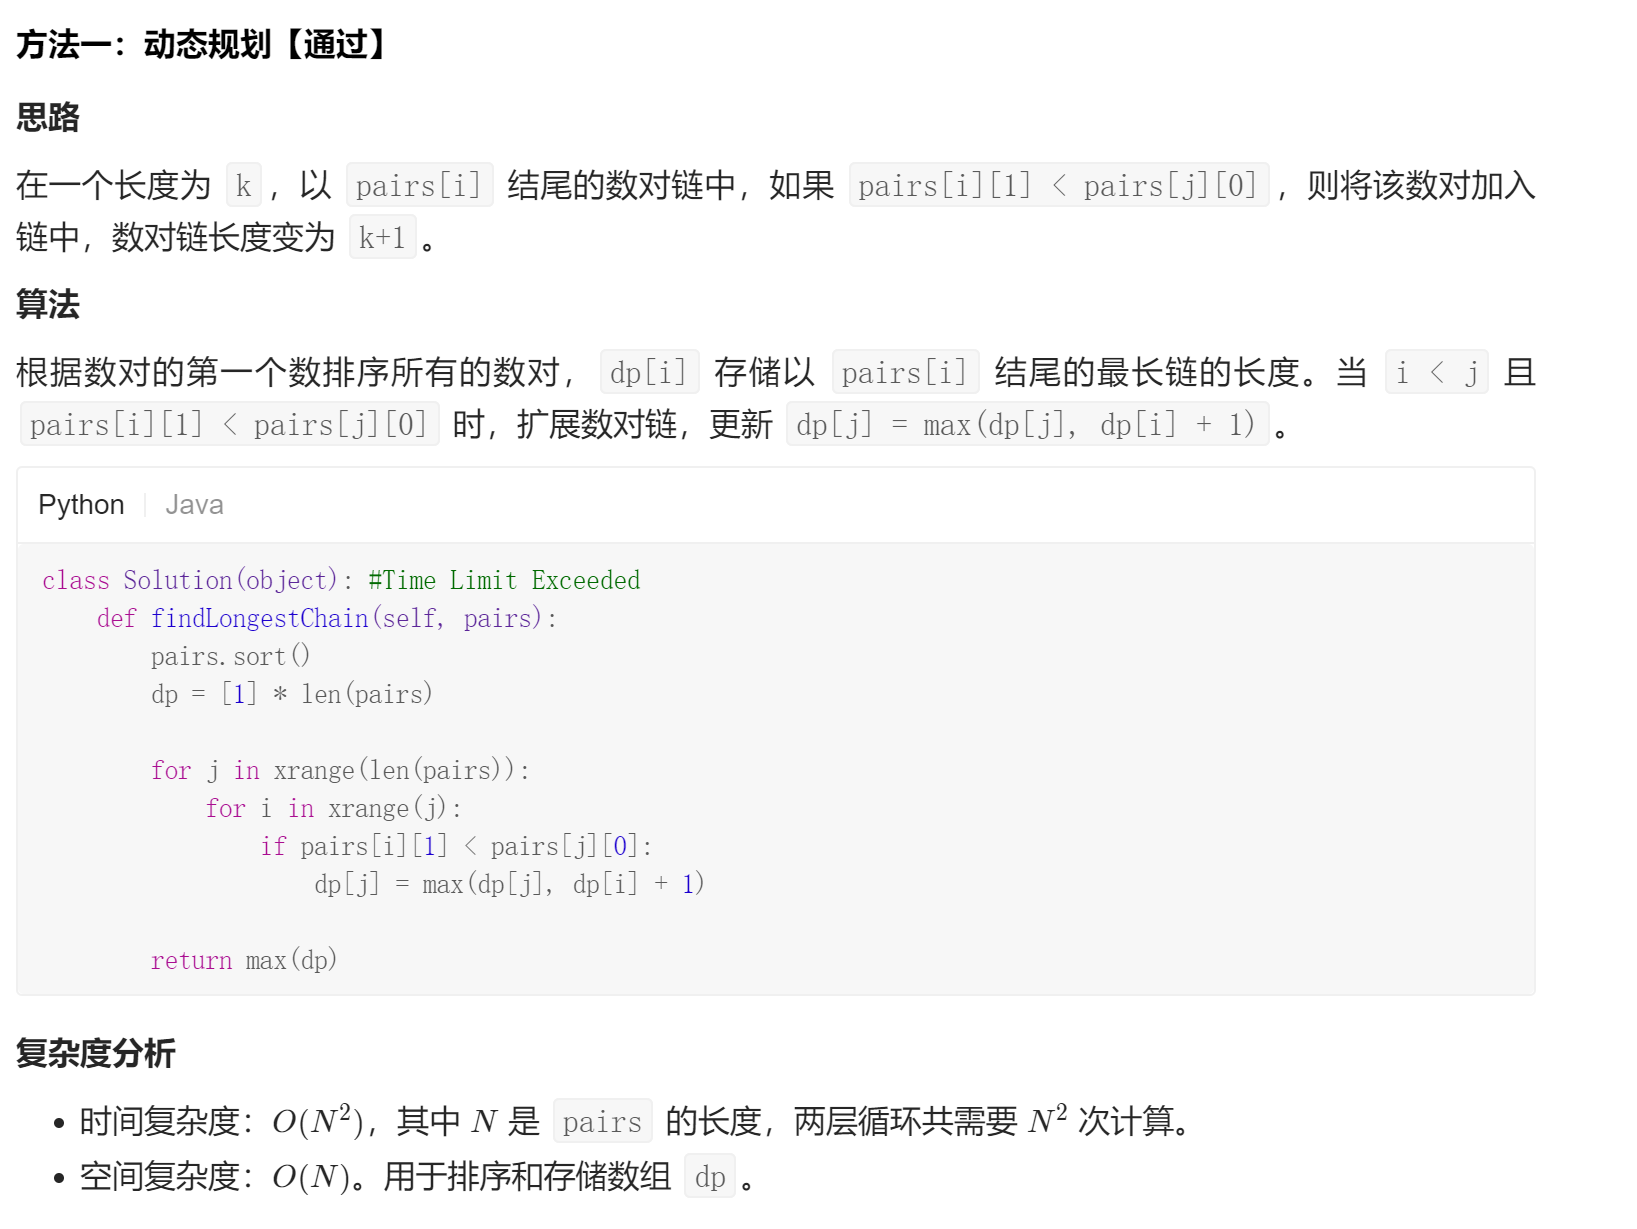 方法一：动态规划【通过】
思路
在一个长度为 k ，以 pairs[i] 结尾的数对链中，如果 pairs[i][1] < pairs[j][0] ，则将该数对加入
链中，数对链长度变为 k+1 。
算法
根据数对的第一个数排序所有的数对， dp[i] 存储以 pairs[i] 结尾的最长链的长度。当 i < j 且
pairs[i][1] < pairs[j][0] 时，扩展数对链，更新 dp[j] = max(dp[j], dp[i] + 1) 。
Python | Java
class Solution(object): #Time Limit Exceeded
    def findLongestChain(self, pairs):
        pairs.sort()
        dp = [1] * len(pairs)
        for j in xrange(len(pairs)):
            for i in xrange(j):
                if pairs[i][1] < pairs[j][0]:
                    dp[j] = max(dp[j], dp[i] + 1)
        return max(dp)
复杂度分析
• 时间复杂度：O(N²)，其中 N 是 pairs 的长度，两层循环共需要 N² 次计算。
• 空间复杂度：O(N)。用于排序和存储数组 dp 。